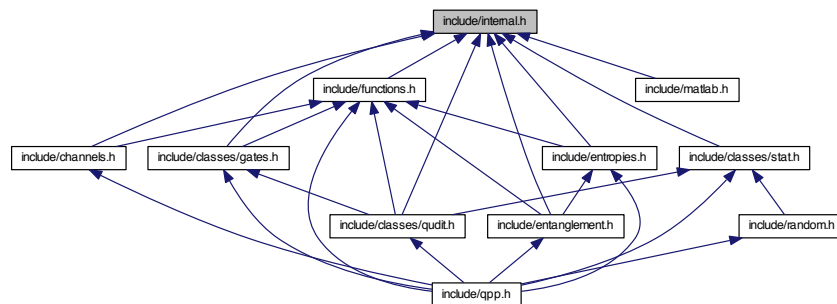 include/internal.h
include/functions.h
include/matlab.h
include/channels.h
include/classes/gates.h
include/entropies.h
include/classes/stat.h
include/classes/qudit.h
include/entanglement.h
include/random.h
include/qpp.h